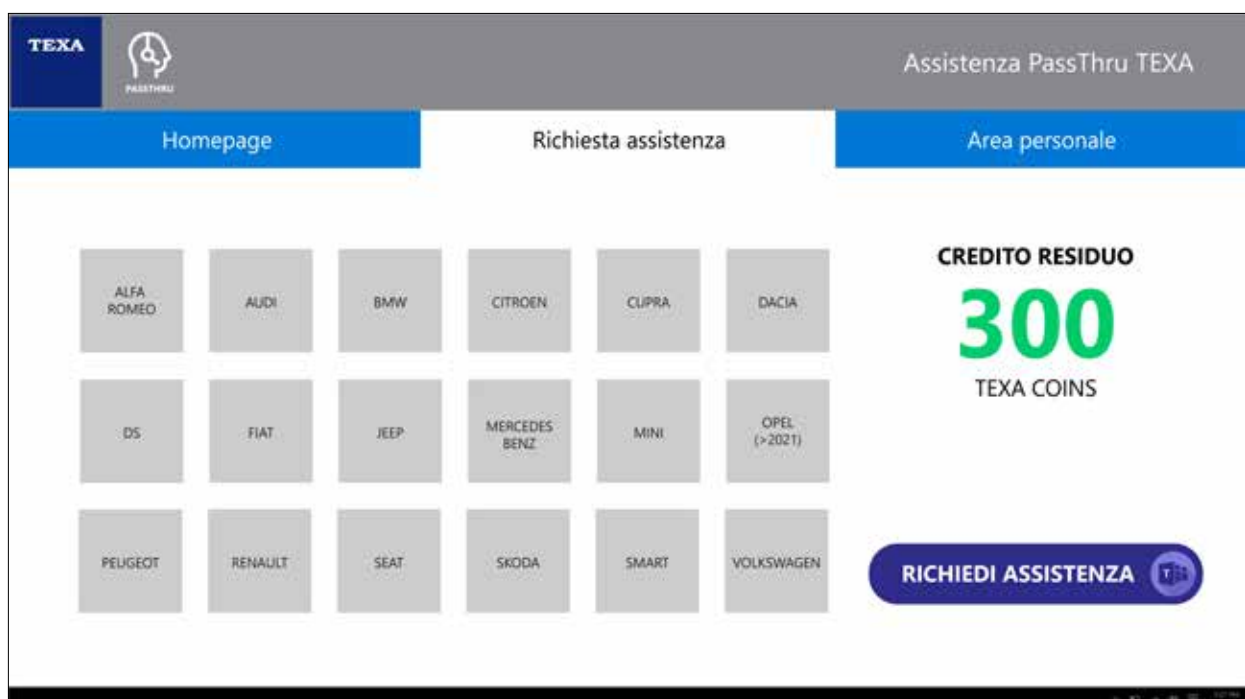 TEXA
PASSTHRU
Assistenza PassThru TEXA
Homepage
Richiesta assistenza
Area personale
ALFA
ROMEO
AUDI
BMW
CITROEN
CUPRA
DACIA
CREDITO RESIDUO
300
TEXA COINS
DS
FIAT
JEEP
MERCEDES
BENZ
MINI
OPEL
(>2021)
PEUGEOT
RENAULT
SEAT
SKODA
SMART
VOLKSWAGEN
RICHIEDI ASSISTENZA